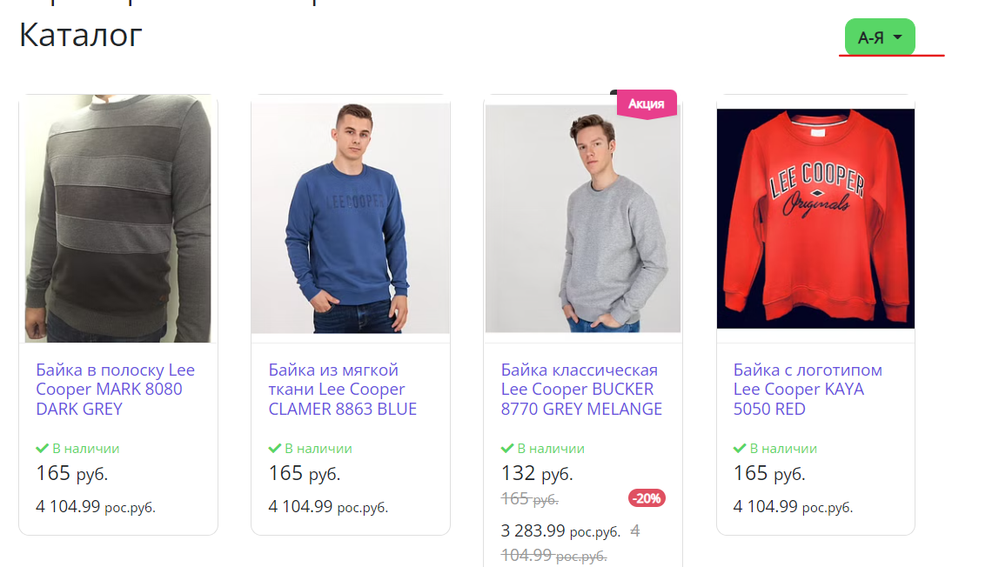 Каталог
А-Я
Акция
LEE COOPER
LEE COOPER
Originals
Байка в полоску Lee
Cooper MARK 8080
DARK GREY
В наличии
165 руб.
4 104.99 рос.руб.
Байка из мягкой
ткани Lee Cooper
CLAMER 8863 BLUE
В наличии
165 руб.
4 104.99 рос.руб.
Байка классическая
Lee Cooper BUCKER
8770 GREY MELANGE
В наличии
132 руб.
165 руб.
-20%
3 283.99 рос.руб. 4
104.99 рос.руб.
Байка с логотипом
Lee Cooper KAYA
5050 RED
В наличии
165 руб.
4 104.99 рос.руб.